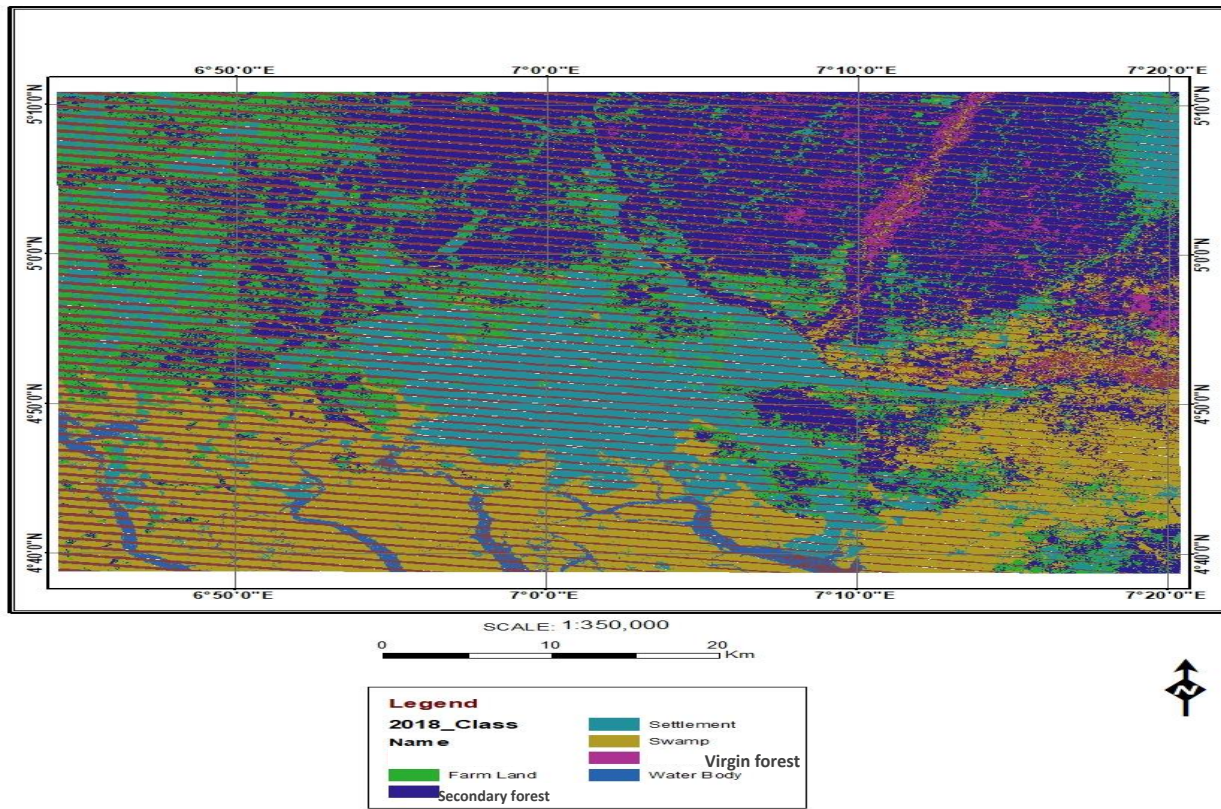 6°50'0"E 7°0'0"E 7°10'0"E 7°20'0"E
5°10'0"N 5°10'0"N
5°0'0"N 5°0'0"N
4°50'0"N 4°50'0"N
4°40'0"N 4°40'0"N
6°50'0"E 7°0'0"E 7°10'0"E 7°20'0"E
SCALE: 1:350,000
0 10 20
Km
N
Legend
2018_Class
Name
Settlement
Swamp
Virgin forest
Farm Land Water Body
Secondary forest